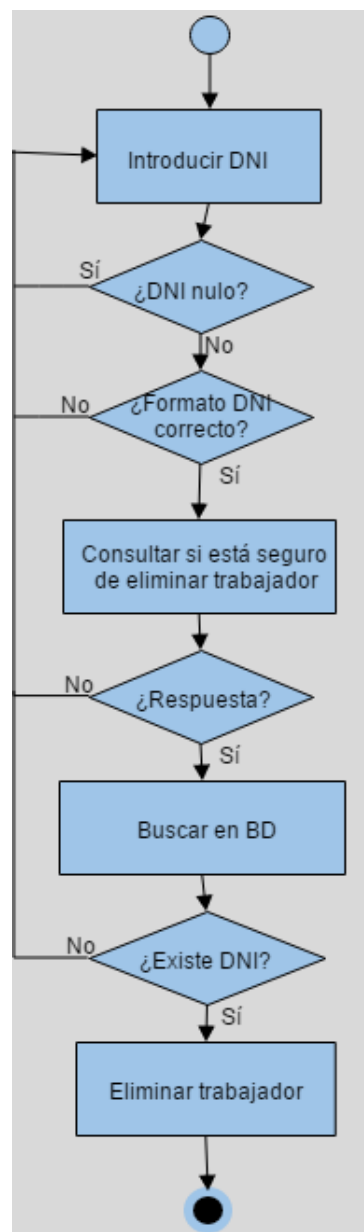 Introducir DNI
Sí
¿DNI nulo?
No
No
¿Formato DNI
correcto?
Sí
Consultar si está seguro
de eliminar trabajador
No
¿Respuesta?
Sí
Buscar en BD
No
¿Existe DNI?
Sí
Eliminar trabajador